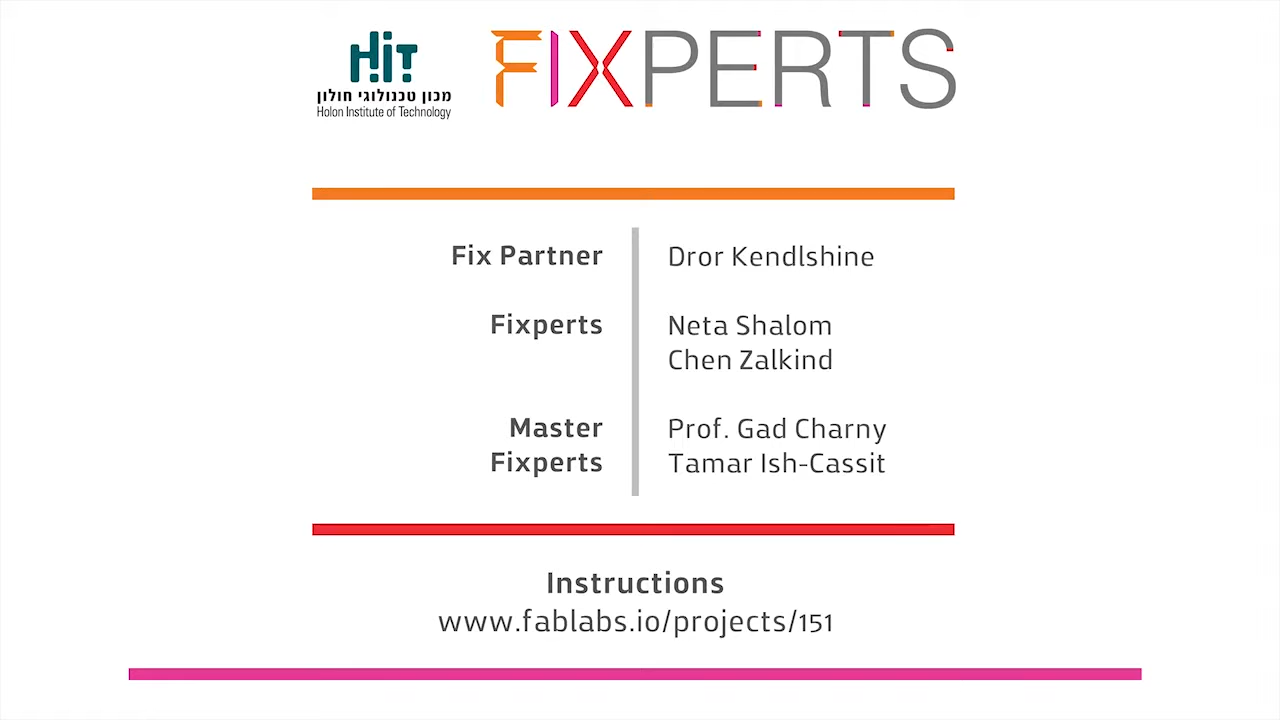 HiT
FIXPERTS
מכון טכנולוגי חולון
Holon Institute of Technology
Fix Partner
Dror Kendlshine
Fixperts
Neta Shalom
Chen Zalkind
Master
Fixperts
Prof. Gad Charny
Tamar Ish-Cassit
Instructions
www.fablabs.io/projects/151